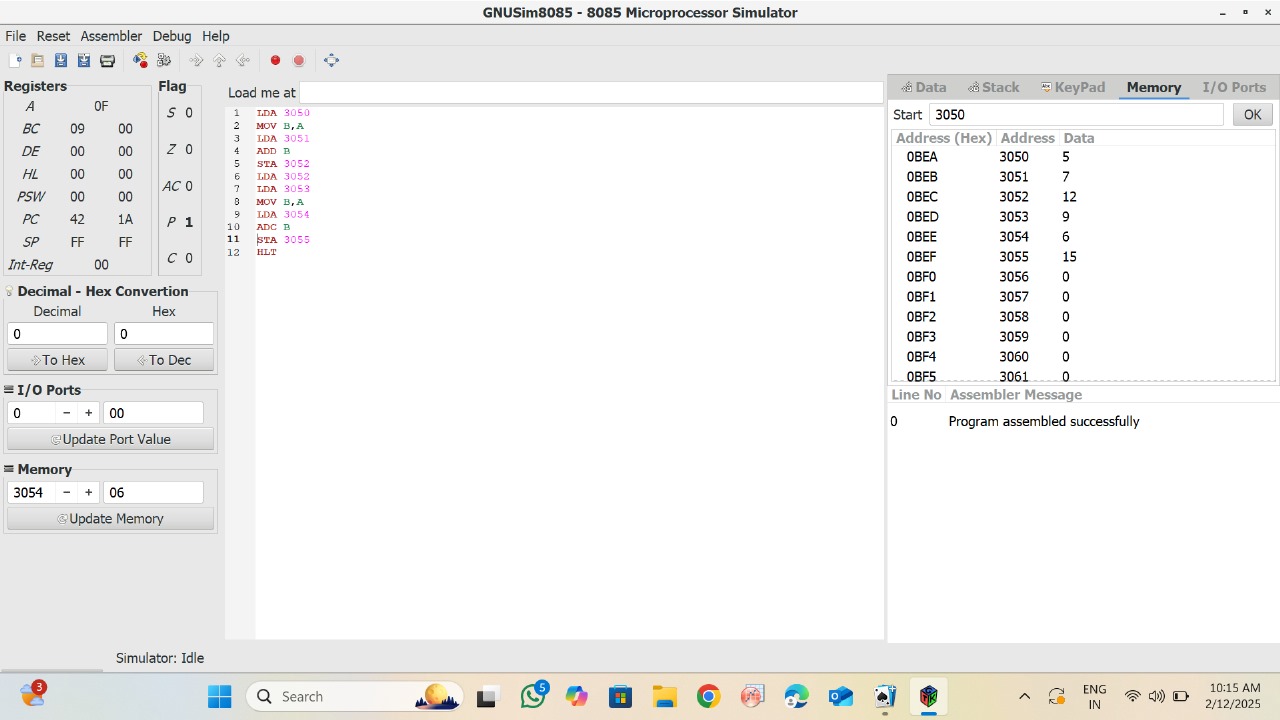 GNUSim8085 - 8085 Microprocessor Simulator
File Reset Assembler Debug Help
Registers
A 0F
BC 09 00
DE 00 00
HL 00 00
PSW 00 00
PC 42 1A
SP FF FF
Int-Reg 00
Flag
S 0
Z 0
AC 0
P 1
C 0
Decimal - Hex Convertion
Decimal Hex
0 0
To Hex To Dec
I/O Ports
0 - + 00
Update Port Value
Memory
3054 - + 06
Update Memory
Load me at
1 LDA 3050
2 MOV B,A
3 LDA 3051
4 ADD B
5 STA 3052
6 LDA 3052
7 LDA 3053
8 MOV B,A
9 LDA 3054
10 ADC B
11 STA 3055
12 HLT
Data Stack KeyPad Memory I/O Ports
Start 3050 OK
Address (Hex) Address Data
0BEA 3050 5
0BEB 3051 7
0BEC 3052 12
0BED 3053 9
0BEE 3054 6
0BEF 3055 15
0BF0 3056 0
0BF1 3057 0
0BF2 3058 0
0BF3 3059 0
0BF4 3060 0
0BF5 3061 0
Line No Assembler Message
0 Program assembled successfully
Simulator: Idle
3
Search
5
ENG
IN
10:15 AM
2/12/2025